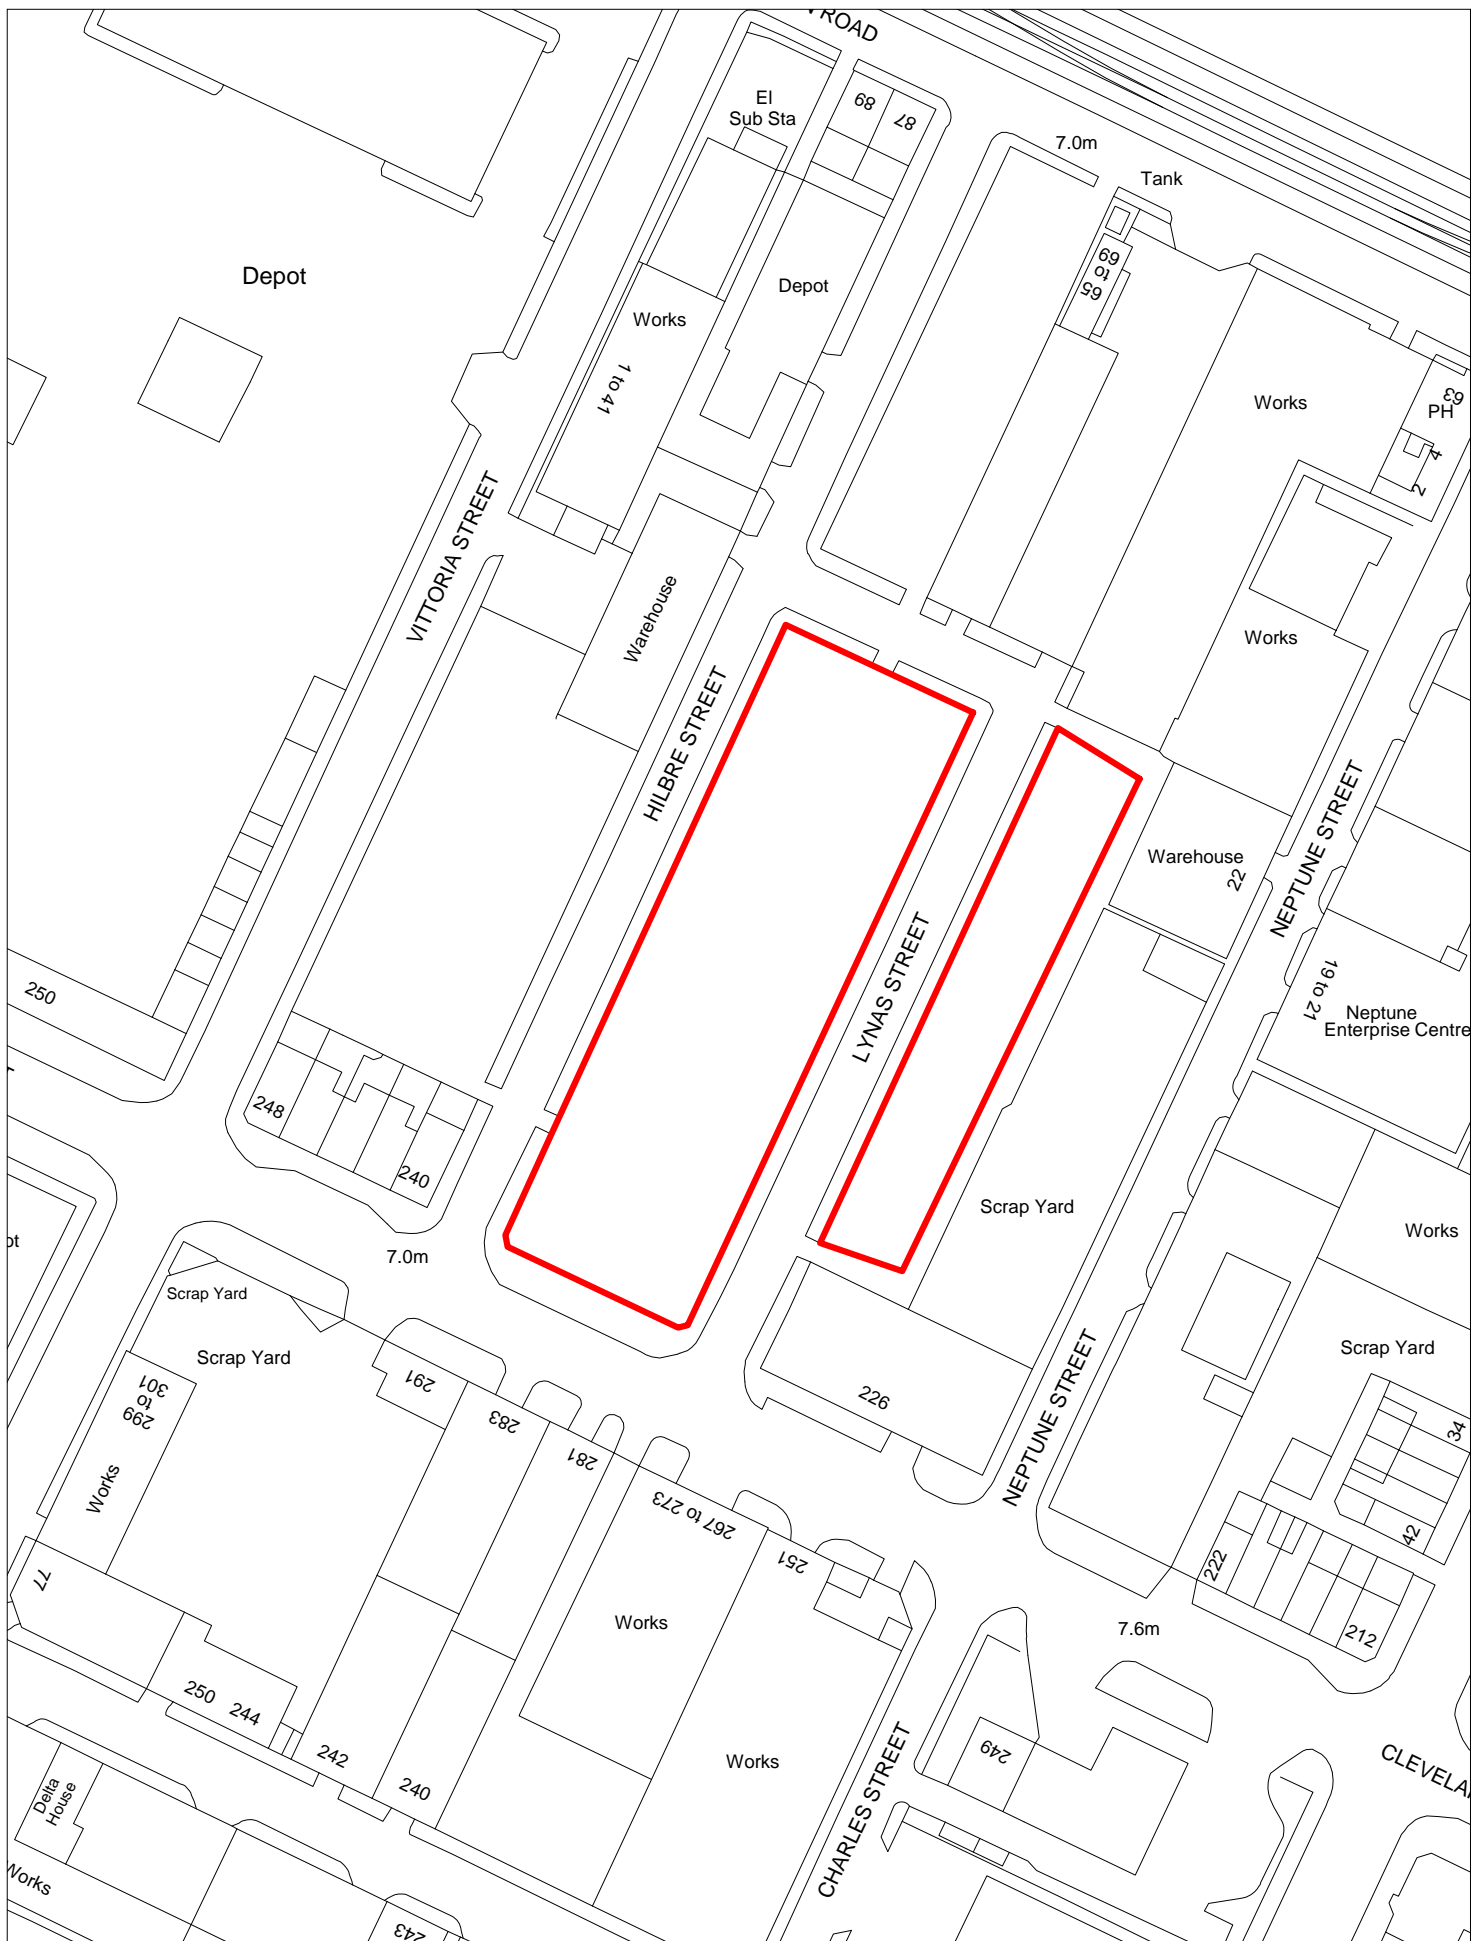 ROAD
El
Sub Sta
89
87
7.0m
Tank
69
to
65
Depot
Depot
Works
1 to 41
Works
63
PH
4
2
VITTORIA STREET
Warehouse
Works
HILBRE STREET
NEPTUNE STREET
Warehouse
22
LYNAS STREET
250
19 to 21
Neptune
Enterprise Centre
248
240
Scrap Yard
Works
7.0m
Scrap Yard
Scrap Yard
Scrap Yard
301
to
299
291
283
226
NEPTUNE STREET
34
281
Works
267 to 273
42
251
222
77
Works
7.6m
212
250
244
242
240
Works
249
CHARLES STREET
CLEVELA
Delta
House
Works
243